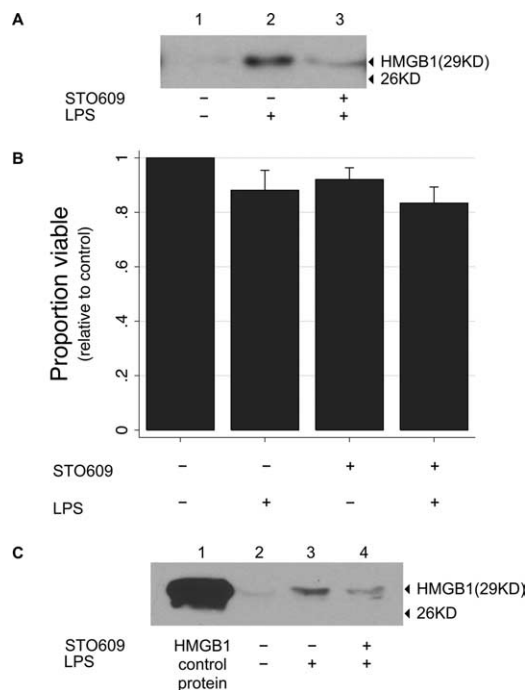 A
1 2 3
HMGB1(29KD)
26KD
STO609 – – +
LPS – + +
B
Proportion viable
(relative to control)
1
.8
.6
.4
.2
0
STO609 – – + +
LPS – + – +
C
1 2 3 4
HMGB1(29KD)
26KD
STO609 HMGB1 – – +
LPS control – + +
protein